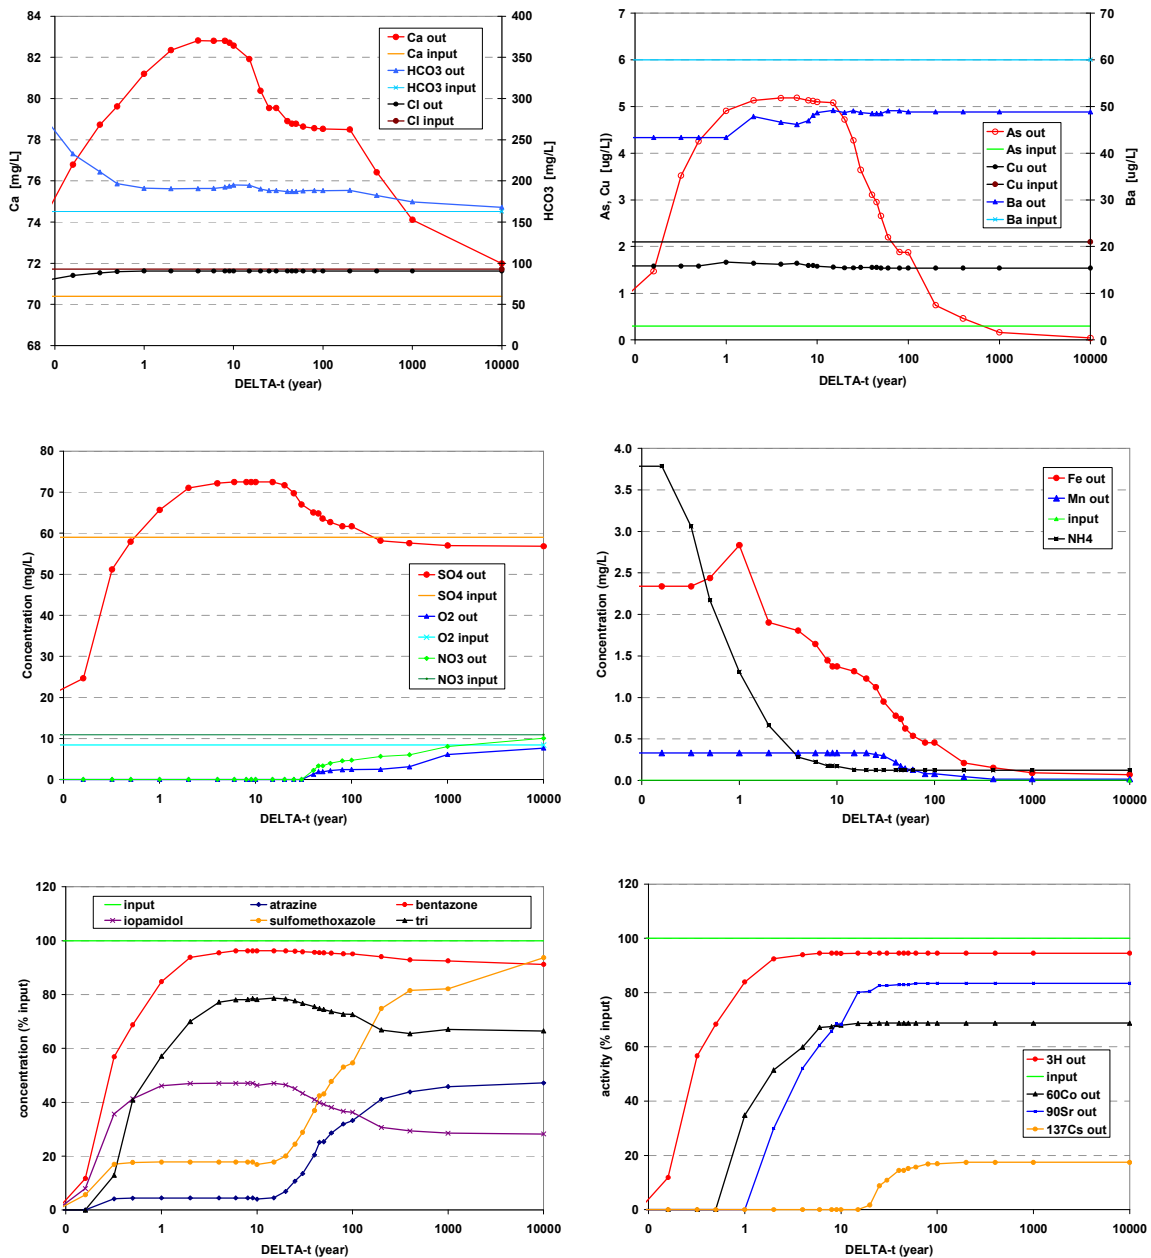 84
82
80
78
76
74
72
70
68
Ca [mg/L]
400
350
300
250
200
150
100
50
0
HCO3 [mg/L]
Ca out
Ca input
HCO3 out
HCO3 input
Cl out
Cl input
0 1 10 100 1000 10000
DELTA-t (year)
7
6
5
4
3
2
1
0
As, Cu [ug/L])
70
60
50
40
30
20
10
0
Ba [ug/L]
As out
As input
Cu out
Cu input
Ba out
Ba input
0 1 10 100 1000 10000
DELTA-t (year)
80
70
60
50
40
30
20
10
0
Concentration (mg/L)
SO4 out
SO4 input
O2 out
O2 input
NO3 out
NO3 input
0 1 10 100 1000 10000
DELTA-t (year)
4.0
3.5
3.0
2.5
2.0
1.5
1.0
0.5
0.0
Concentration (mg/L)
Fe out
Mn out
input
NH4
0 1 10 100 1000 10000
DELTA-t (year)
120
100
80
60
40
20
0
concentration (% input)
input atrazine bentazone
iopamidol sulfomethoxazole tri
0 1 10 100 1000 10000
DELTA-t (year)
120
100
80
60
40
20
0
activity (% input)
3H out
input
60Co out
90Sr out
137Cs out
0 1 10 100 1000 10000
DELTA-t (year)